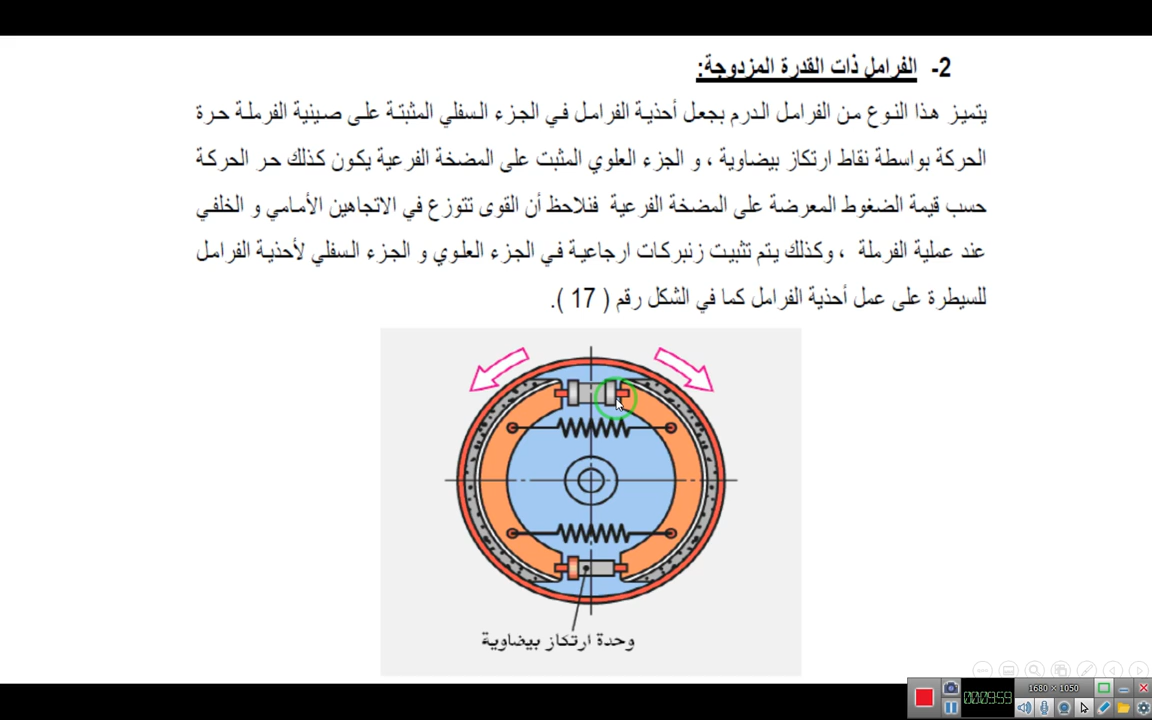 2- الفرامل ذات القدرة المزدوجة:
يتميز هذا النوع من الفرامل الدرم بجعل أحذية الفرامل في الجزء السفلي المثبتة على صينية الفرملة حرة
الحركة بواسطة نقاط ارتكاز بيضاوية ، و الجزء العلوي المثبت على المضخة الفرعية يكون كذلك حر الحركة
حسب قيمة الضغوط المعرضة على المضخة الفرعية فنلاحظ أن القوى تتوزع في الاتجاهين الأمامي و الخلفي
عند عملية الفرملة ، وكذلك يتم تثبيت زنبركات ارجاعية في الجزء العلوي و الجزء السفلي لأحذية الفرامل
للسيطرة على عمل أحذية الفرامل كما في الشكل رقم ( 17 ).
وحدة ارتكاز بيضاوية
1680 × 1050
000:09:59